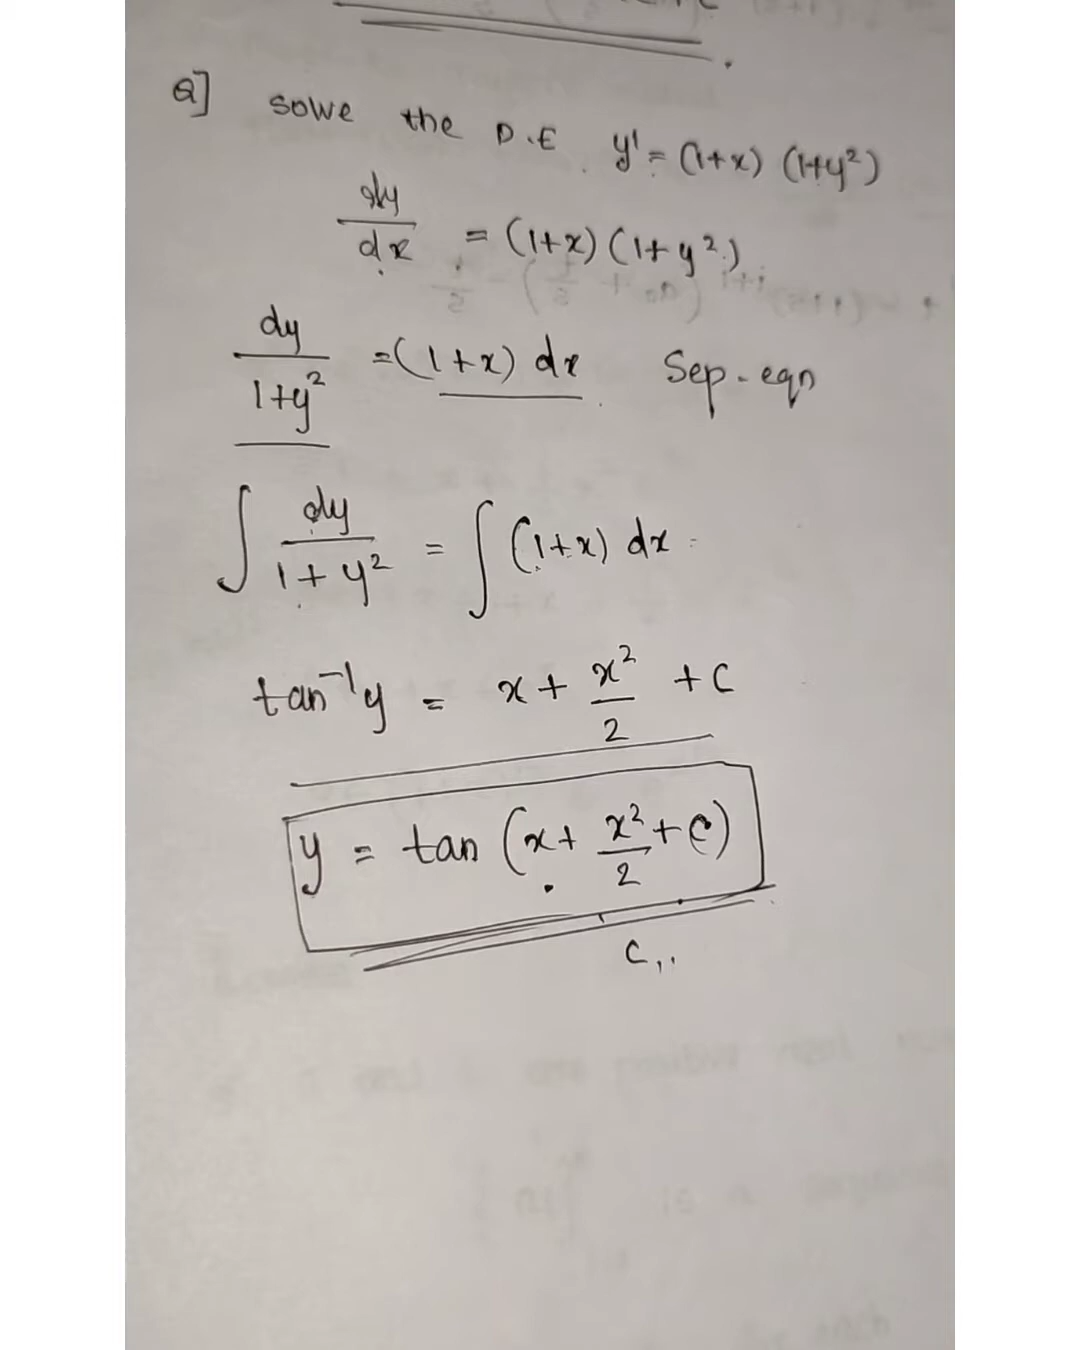 Q] solve the D.E y' = (1+x) (1+y²)
dy/dx = (1+x) (1+y²)
dy/1+y² = (1+x) dx Sep. eqn
∫ dy/1+y² = ∫ (1+x) dx
tan⁻¹y = x + x²/2 + c
y = tan (x + x²/2 + c)
c,,